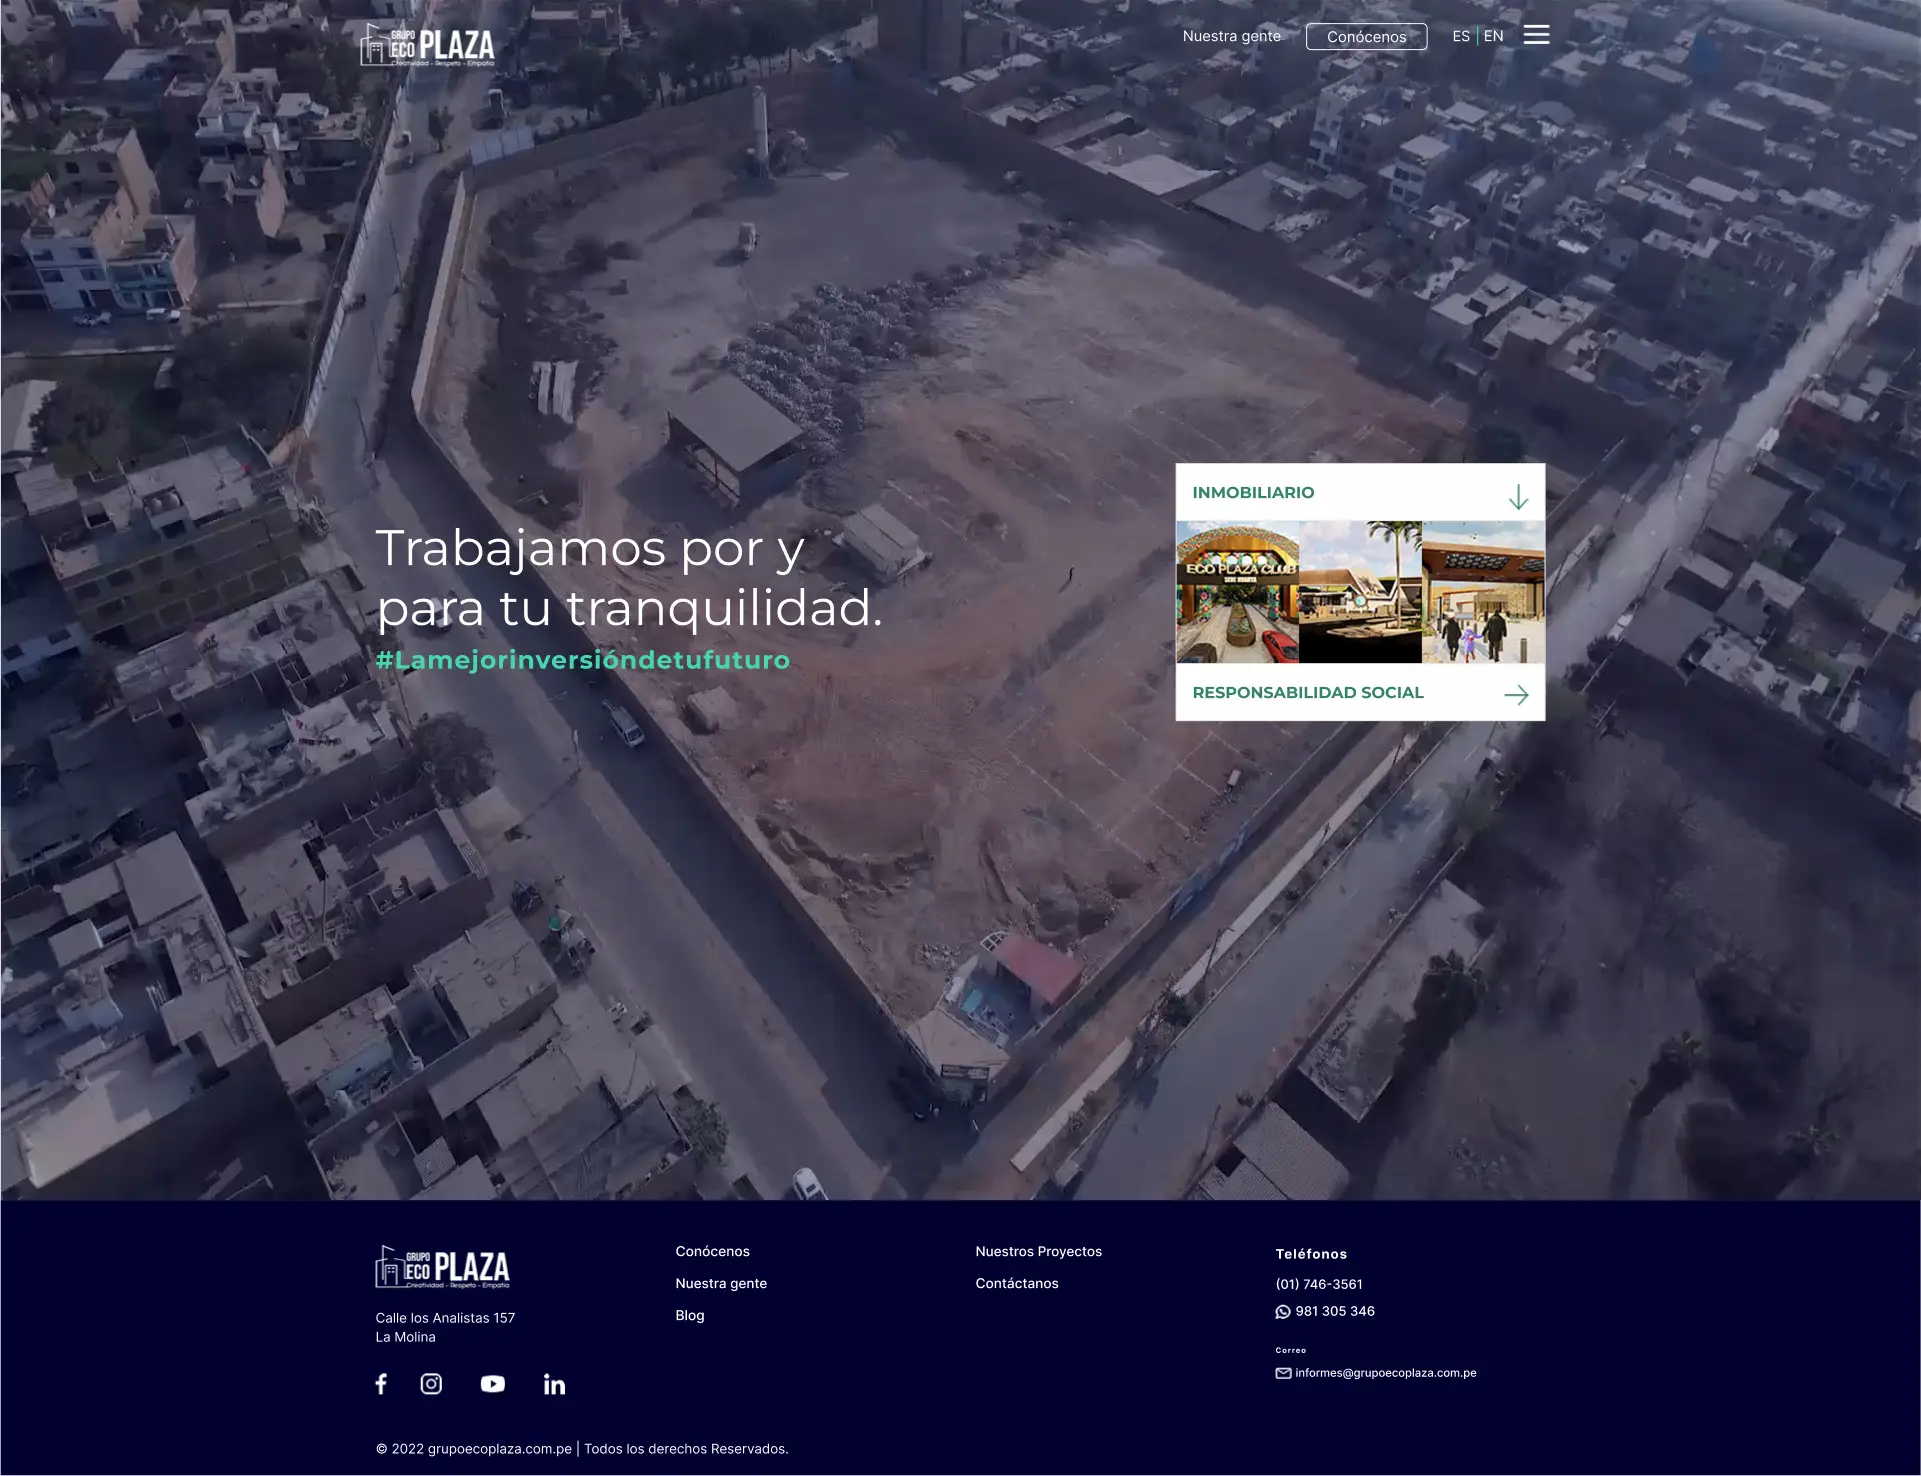 GRUPO
ECO PLAZA
Creatividad - Respeto - Empatía
Nuestra gente
Conócenos
ES | EN
Trabajamos por y
para tu tranquilidad.
#Lamejorinversióndetufuturo
INMOBILIARIO
ECO PLAZA CLUB
RESPONSABILIDAD SOCIAL
GRUPO
ECO PLAZA
Creatividad - Respeto - Empatía
Calle los Analistas 157
La Molina
Conócenos
Nuestra gente
Blog
Nuestros Proyectos
Contáctanos
Teléfonos
(01) 746-3561
981 305 346
Correo
informes@grupoecoplaza.com.pe
© 2022 grupoecoplaza.com.pe | Todos los derechos Reservados.